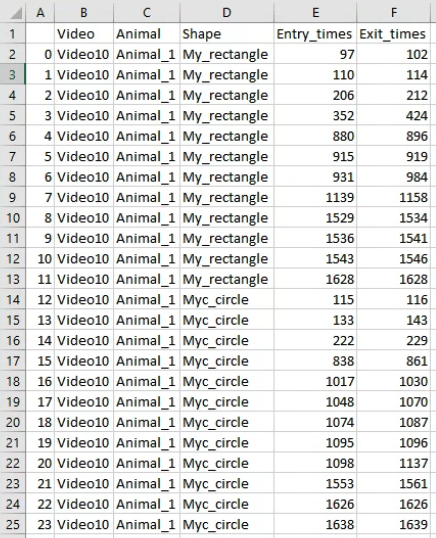 A B C D E F
1 Video Animal Shape Entry_times Exit_times
2 0 Video10 Animal_1 My_rectangle 97 102
3 1 Video10 Animal_1 My_rectangle 110 114
4 2 Video10 Animal_1 My_rectangle 206 212
5 3 Video10 Animal_1 My_rectangle 352 424
6 4 Video10 Animal_1 My_rectangle 880 896
7 5 Video10 Animal_1 My_rectangle 915 919
8 6 Video10 Animal_1 My_rectangle 931 984
9 7 Video10 Animal_1 My_rectangle 1139 1158
10 8 Video10 Animal_1 My_rectangle 1529 1534
11 9 Video10 Animal_1 My_rectangle 1536 1541
12 10 Video10 Animal_1 My_rectangle 1543 1546
13 11 Video10 Animal_1 My_rectangle 1628 1628
14 12 Video10 Animal_1 Myc_circle 115 116
15 13 Video10 Animal_1 Myc_circle 133 143
16 14 Video10 Animal_1 Myc_circle 222 229
17 15 Video10 Animal_1 Myc_circle 838 861
18 16 Video10 Animal_1 Myc_circle 1017 1030
19 17 Video10 Animal_1 Myc_circle 1048 1070
20 18 Video10 Animal_1 Myc_circle 1074 1087
21 19 Video10 Animal_1 Myc_circle 1095 1096
22 20 Video10 Animal_1 Myc_circle 1098 1137
23 21 Video10 Animal_1 Myc_circle 1553 1561
24 22 Video10 Animal_1 Myc_circle 1626 1626
25 23 Video10 Animal_1 Myc_circle 1638 1639